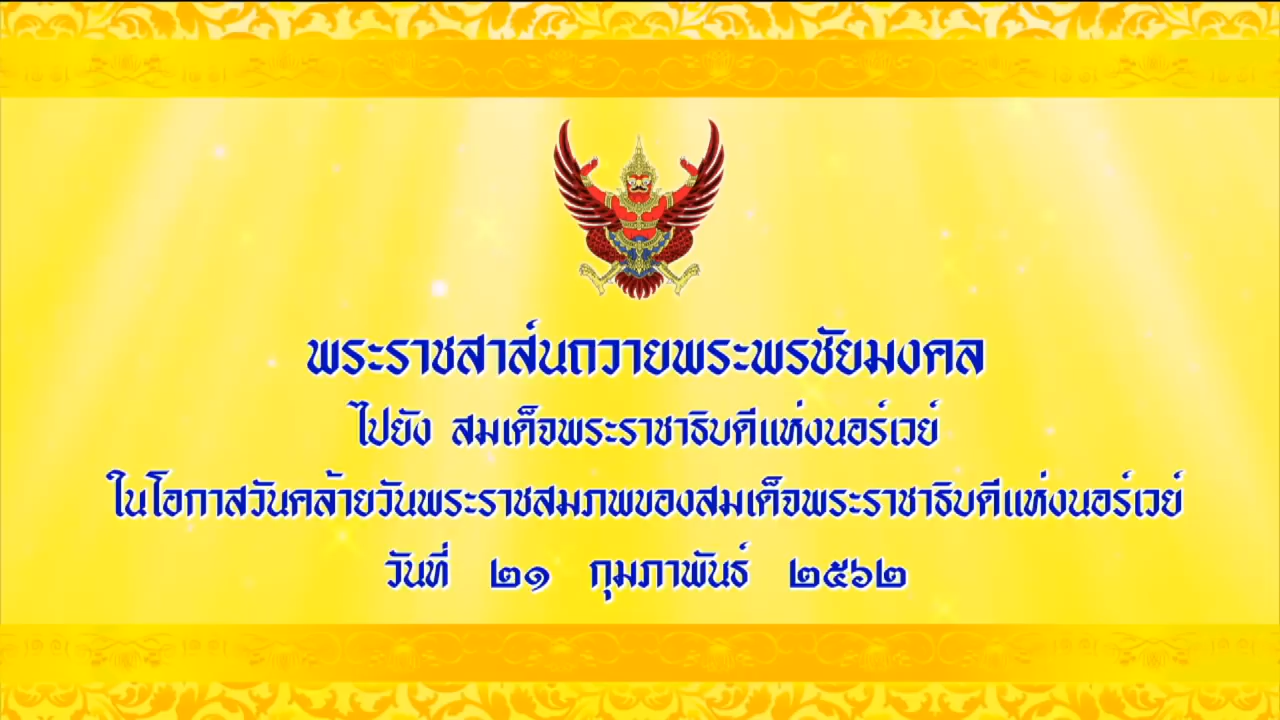 พระราชสาส์นถวายพระพรชัยมงคล
ไปยัง สมเด็จพระราชาธิบดีแห่งนอร์เวย์
ในโอกาสวันคล้ายวันพระราชสมภพของสมเด็จพระราชาธิบดีแห่งนอร์เวย์
วันที่ ๒๑ กุมภาพันธ์ ๒๕๖๒